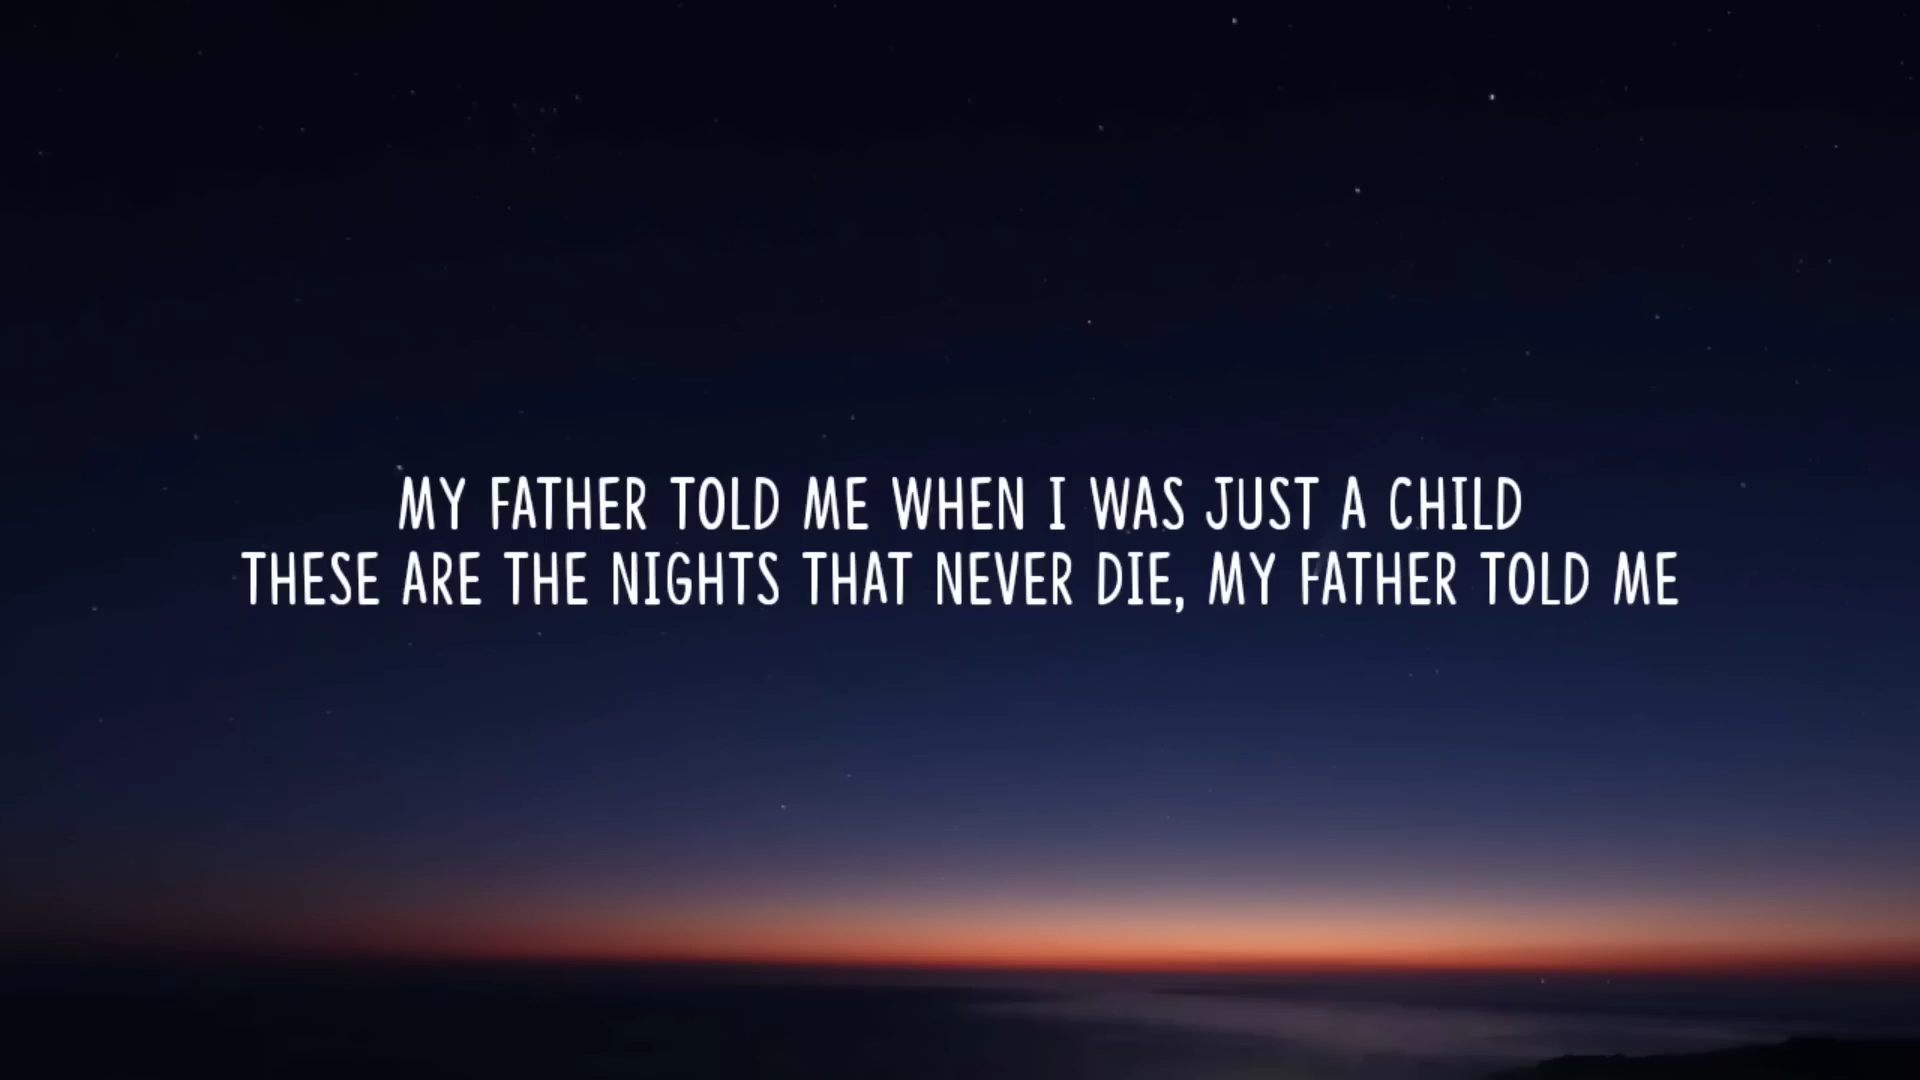 MY FATHER TOLD ME WHEN I WAS JUST A CHILD
THESE ARE THE NIGHTS THAT NEVER DIE, MY FATHER TOLD ME